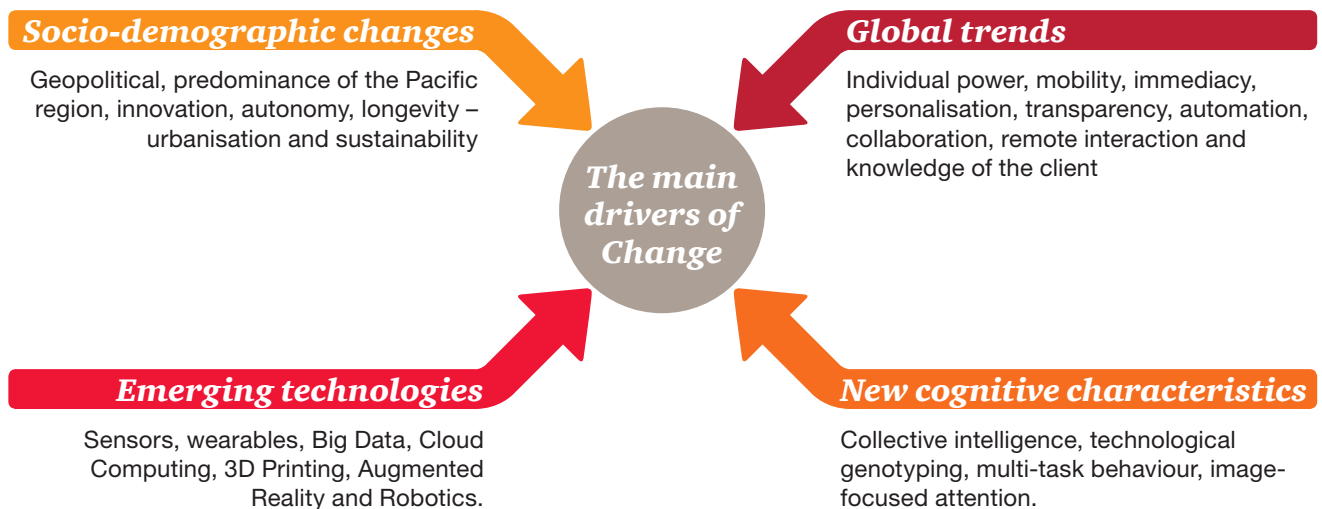 Socio-demographic changes
Geopolitical, predominance of the Pacific
region, innovation, autonomy, longevity –
urbanisation and sustainability
Global trends
Individual power, mobility, immediacy,
personalisation, transparency, automation,
collaboration, remote interaction and
knowledge of the client
The main
drivers of
Change
Emerging technologies
Sensors, wearables, Big Data, Cloud
Computing, 3D Printing, Augmented
Reality and Robotics.
New cognitive characteristics
Collective intelligence, technological
genotyping, multi-task behaviour, image-
focused attention.